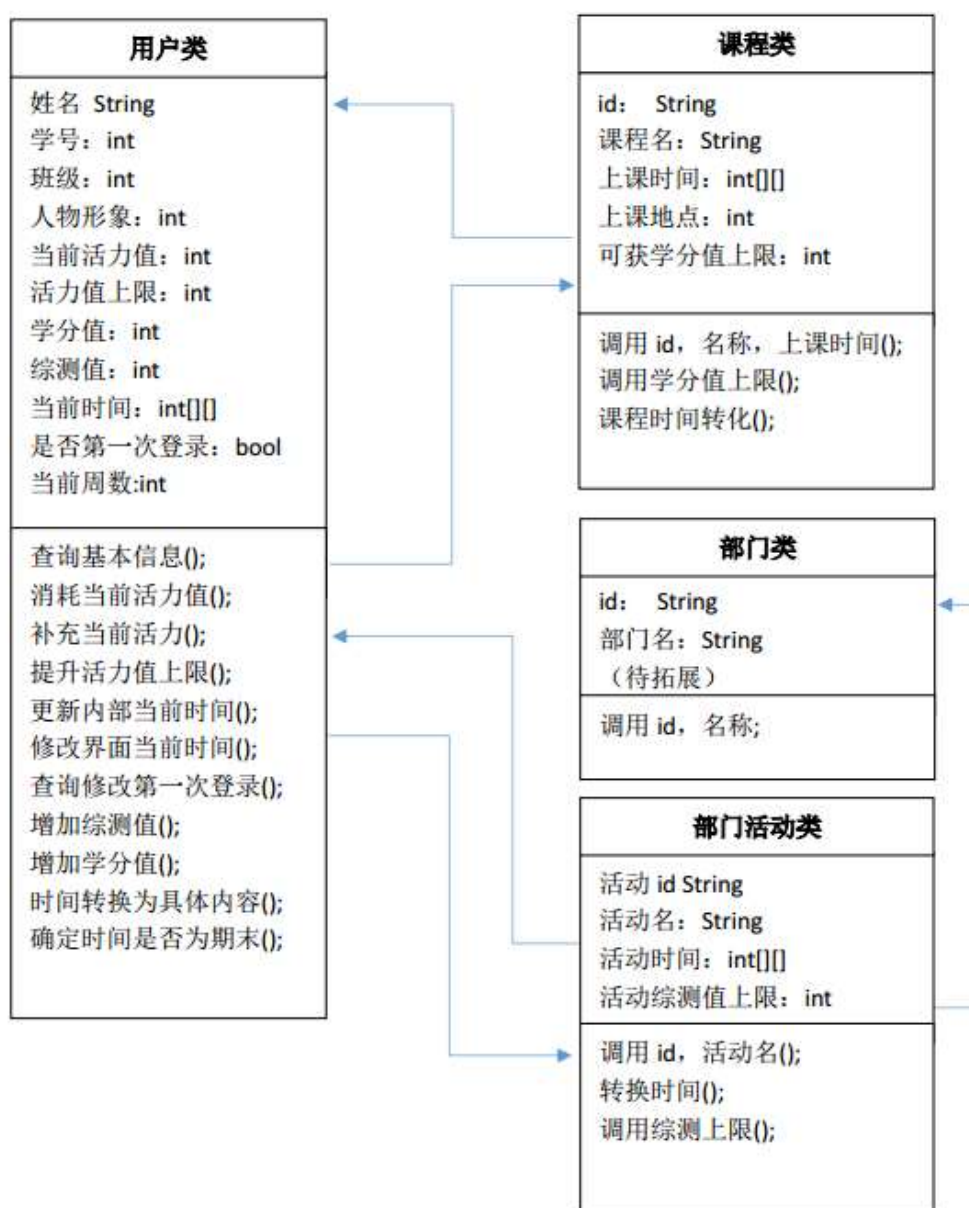 用户类
姓名 String
学号：int
班级：int
人物形象：int
当前活力值：int
活力值上限：int
学分值：int
综测值：int
当前时间：int[][]
是否第一次登录：bool
当前周数:int
查询基本信息();
消耗当前活力值();
补充当前活力();
提升活力值上限();
更新内部当前时间();
修改界面当前时间();
查询修改第一次登录();
增加综测值();
增加学分值();
时间转换为具体内容();
确定时间是否为期末();
课程类
id： String
课程名：String
上课时间：int[][]
上课地点：int
可获学分值上限：int
调用 id，名称，上课时间();
调用学分值上限();
课程时间转化();
部门类
id： String
部门名：String
（待拓展）
调用 id，名称;
部门活动类
活动 id String
活动名：String
活动时间：int[][]
活动综测值上限：int
调用 id，活动名();
转换时间();
调用综测上限();